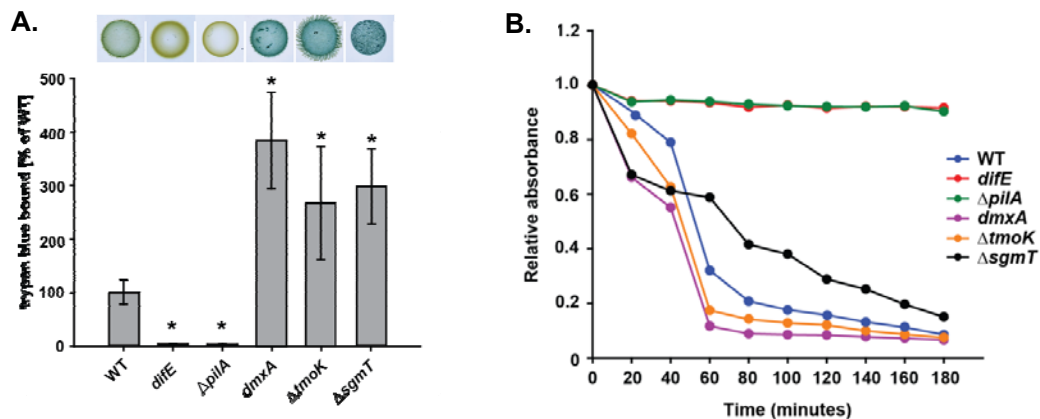 A.
500
400
300
200
100
0
trypan blue bound [% of WT]
*
*
*
*
*
WT
difE
ΔpilA
dmxA
ΔtmoK
ΔsgmT
B.
1.0
0.8
0.6
0.4
0.2
0
Relative absorbance
0 20 40 60 80 100 120 140 160 180
Time (minutes)
WT
difE
ΔpilA
dmxA
ΔtmoK
ΔsgmT